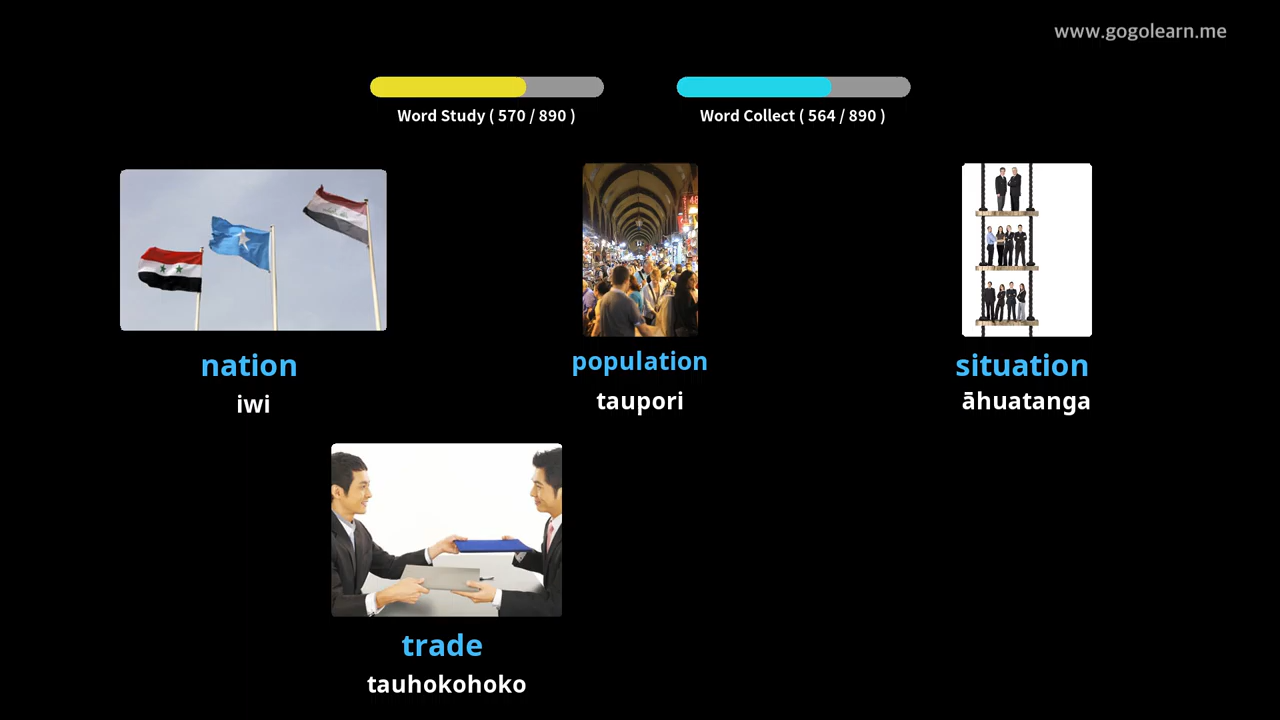 www.gogolearn.me
Word Study ( 570 / 890 )
Word Collect ( 564 / 890 )
nation
iwi
population
taupori
situation
āhuatanga
trade
tauhokohoko